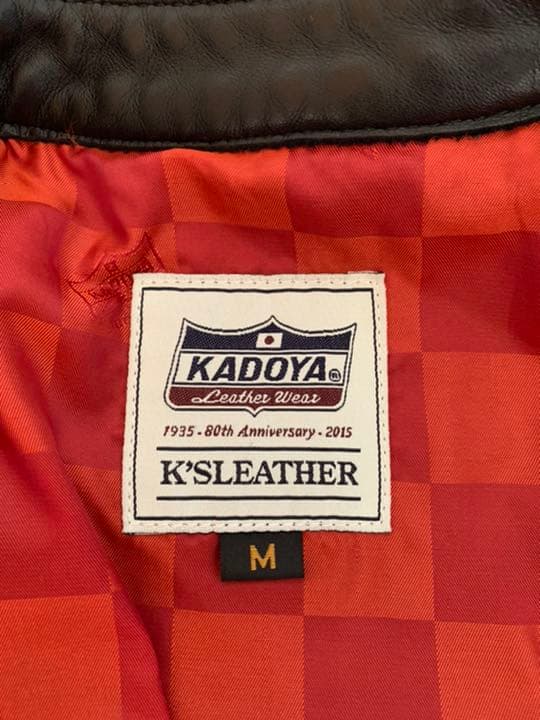 KADOYA®
Leather Wear
1935 - 80th Anniversary - 2015
K'SLEATHER
M